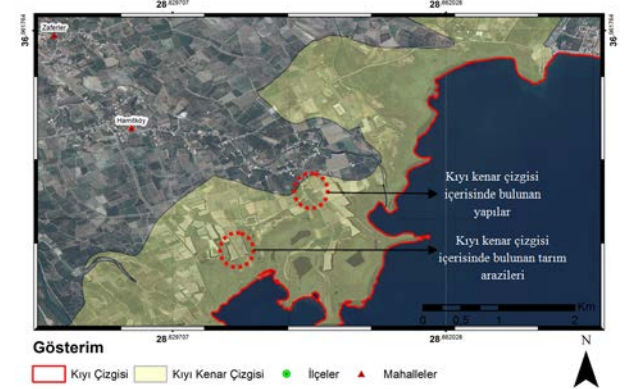 28,629707
28,662028
36,961764
36,961764
Zaferler
Hamitköy
Kıyı kenar çizgisi
içerisinde bulunan
yapılar
Kıyı kenar çizgisi
içerisinde bulunan tarım
arazileri
Km
0 0.5 1 2
28,629707
28,662028
N
Gösterim
Kıyı Çizgisi Kıyı Kenar Çizgisi İlçeler Mahalleler